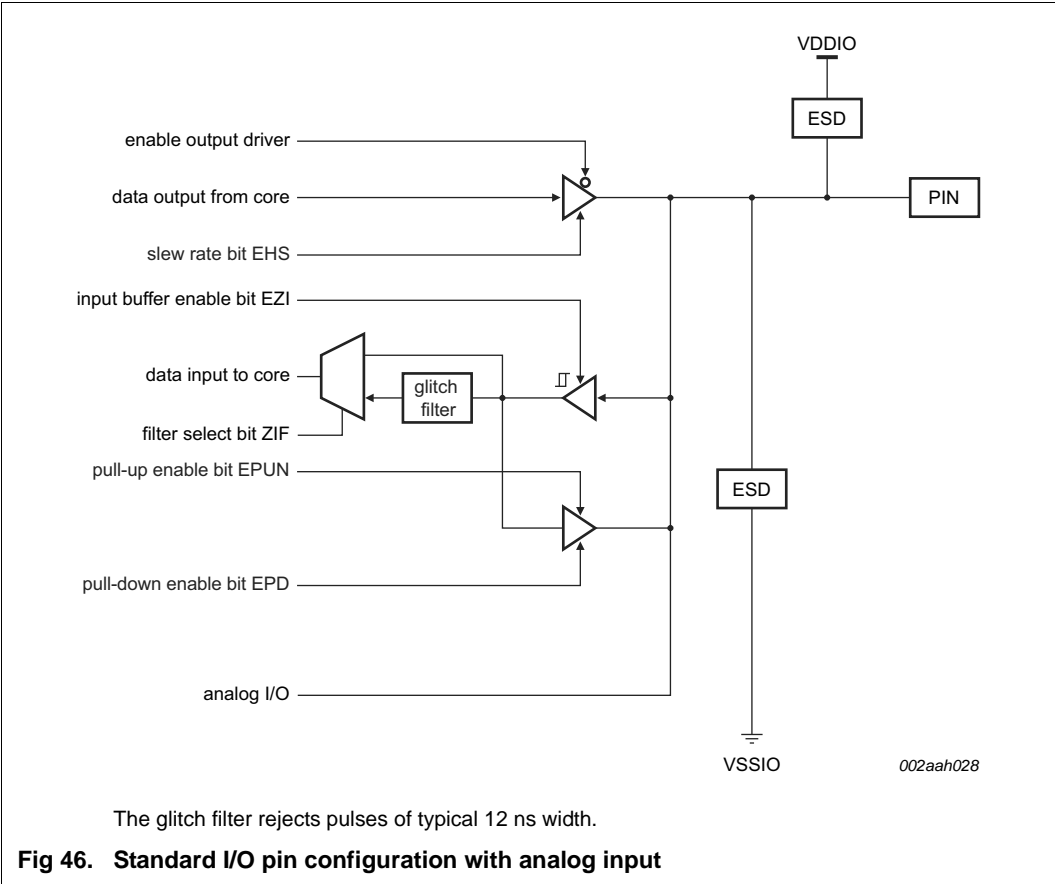 VDDIO
ESD
enable output driver
data output from core
PIN
slew rate bit EHS
input buffer enable bit EZI
data input to core
glitch
filter
filter select bit ZIF
pull-up enable bit EPUN
ESD
pull-down enable bit EPD
analog I/O
VSSIO
002aah028
The glitch filter rejects pulses of typical 12 ns width.
Fig 46. Standard I/O pin configuration with analog input